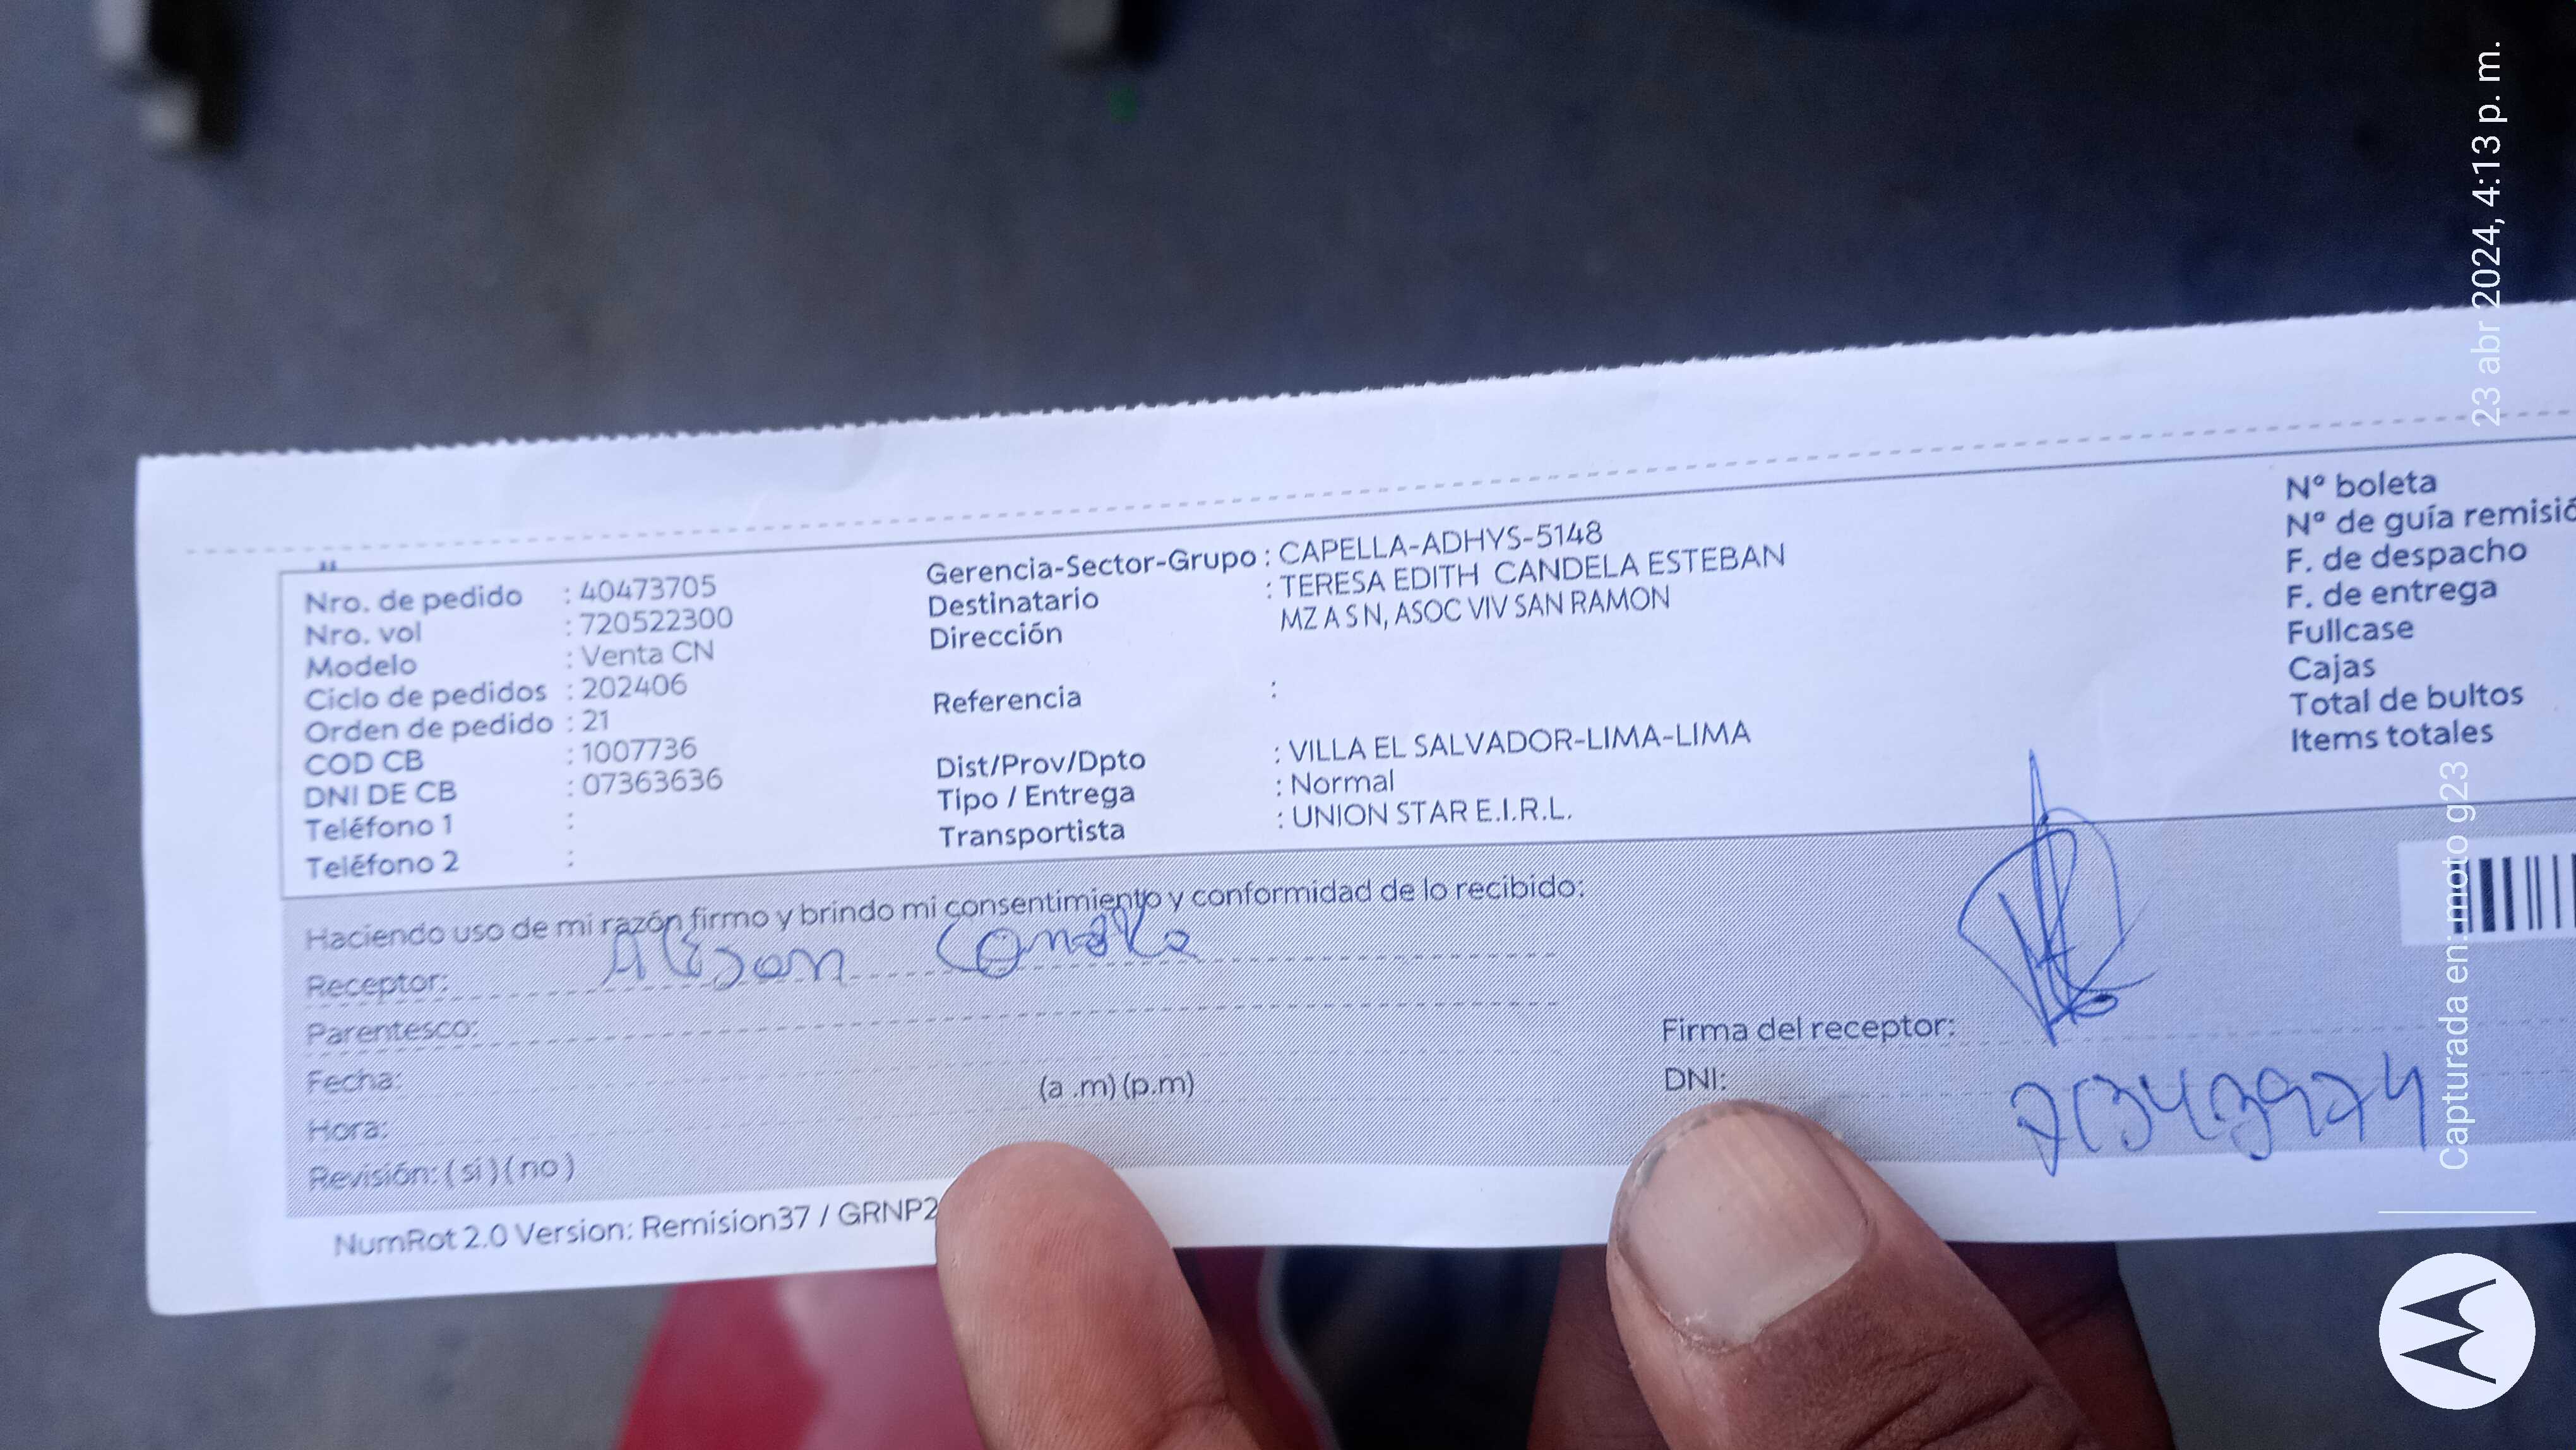 Nro. de pedido : 40473705
Nro. vol : 720522300
Modelo : Venta CN
Ciclo de pedidos : 202406
Orden de pedido : 21
COD CB : 1007736
DNI DE CB : 07363636
Teléfono 1 :
Teléfono 2 :
Gerencia-Sector-Grupo : CAPELLA-ADHYS-5148
Destinatario : TERESA EDITH CANDELA ESTEBAN
Dirección MZ A S N, ASOC VIV SAN RAMON
Referencia :
Dist/Prov/Dpto : VILLA EL SALVADOR-LIMA-LIMA
Tipo / Entrega : Normal
Transportista : UNION STAR E.I.R.L.
Nº boleta
Nº de guía remisió
F. de despacho
F. de entrega
Fullcase
Cajas
Total de bultos
Items totales
Haciendo uso de mi razón firmo y brindo mi consentimiento y conformidad de lo recibido:
Receptor: Alison Candela
Parentesco:
Fecha:
Hora: (a .m) (p.m)
Revisión: ( si ) ( no )
Firma del receptor:
DNI:
NumRot 2.0 Version: Remision37 / GRNP2
23 abr 2024, 4:13 p. m.
Capturada en: moto g23